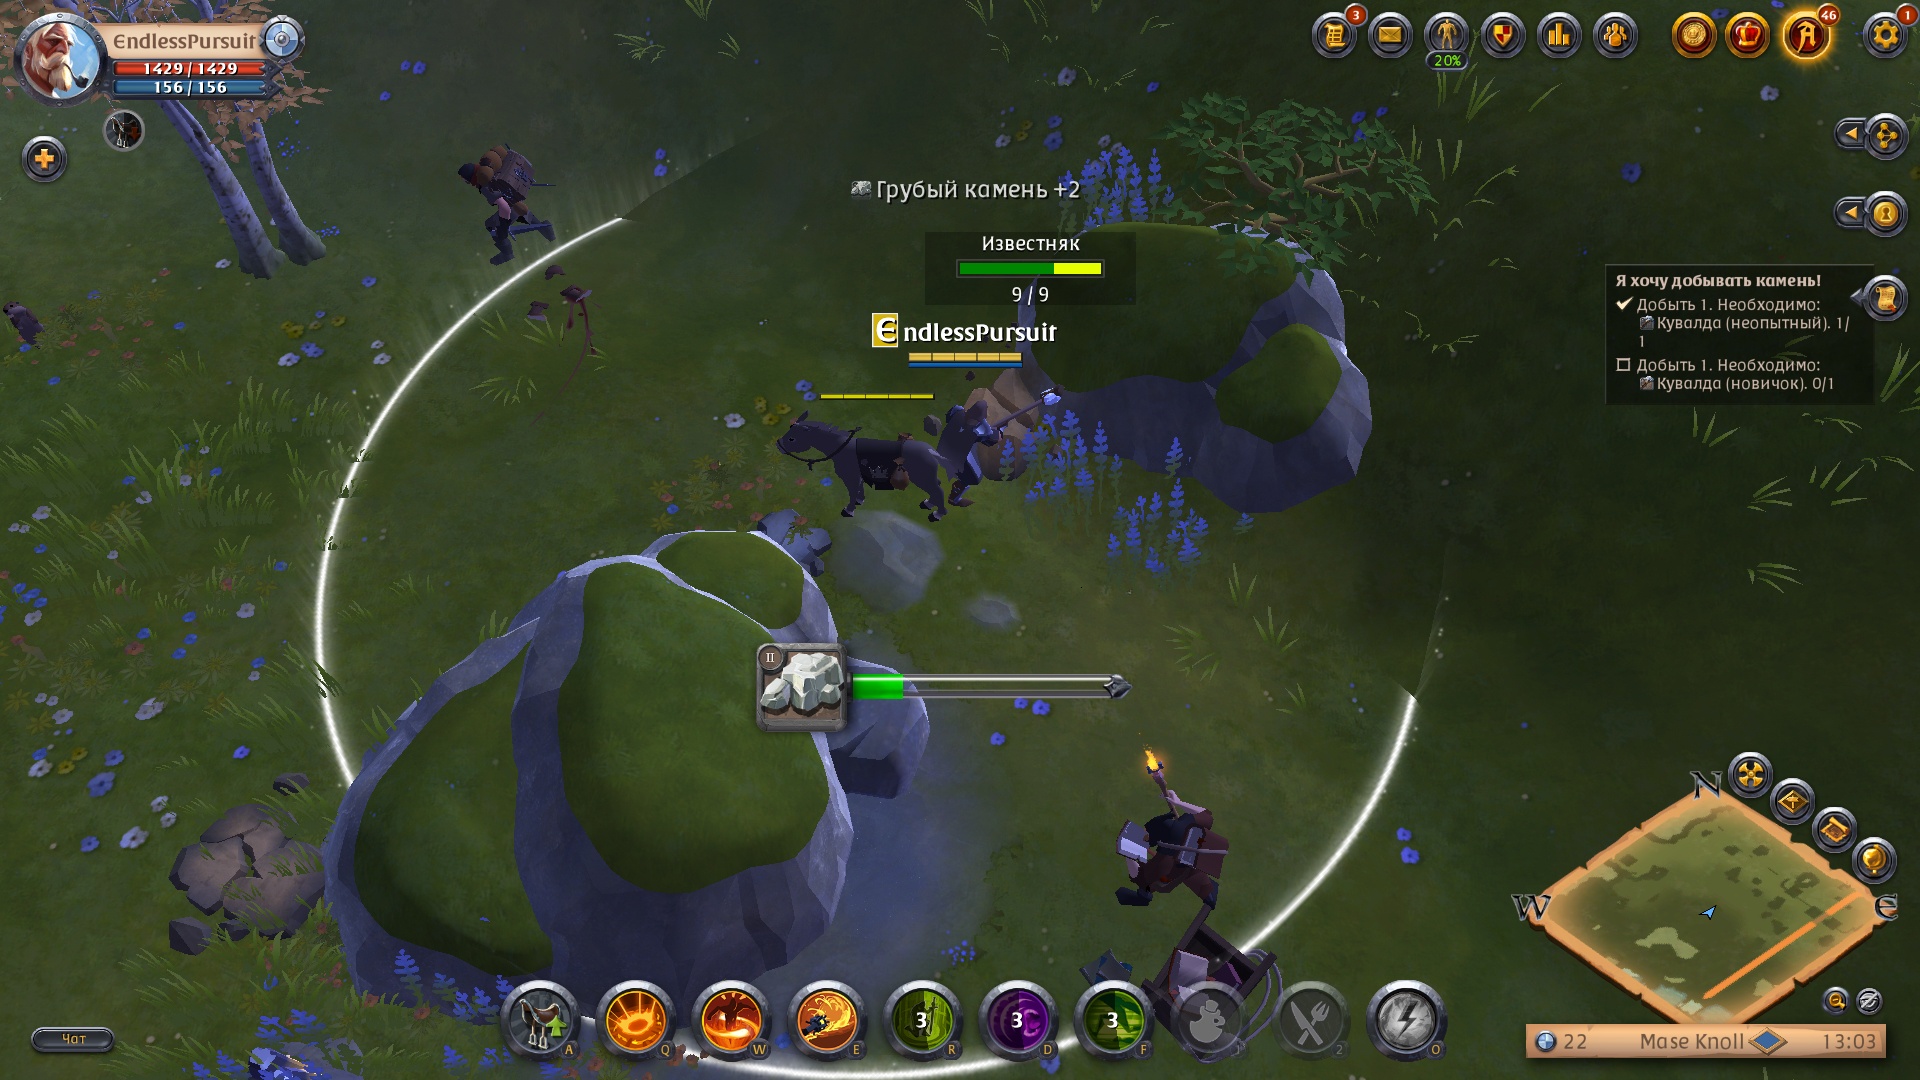 EndlessPursuit
1429 / 1429
156 / 156
3
20%
46
1
Грубый камень +2
Известняк
9 / 9
EndlessPursuit
Я хочу добывать камень!
Добыть 1. Необходимо:
Кувалда (неопытный). 1/
1
Добыть 1. Необходимо:
Кувалда (новичок). 0/1
II
N
W
E
A
Q
W
E
3
R
3
D
3
F
2
O
Чат
22
Mase Knoll
13:03